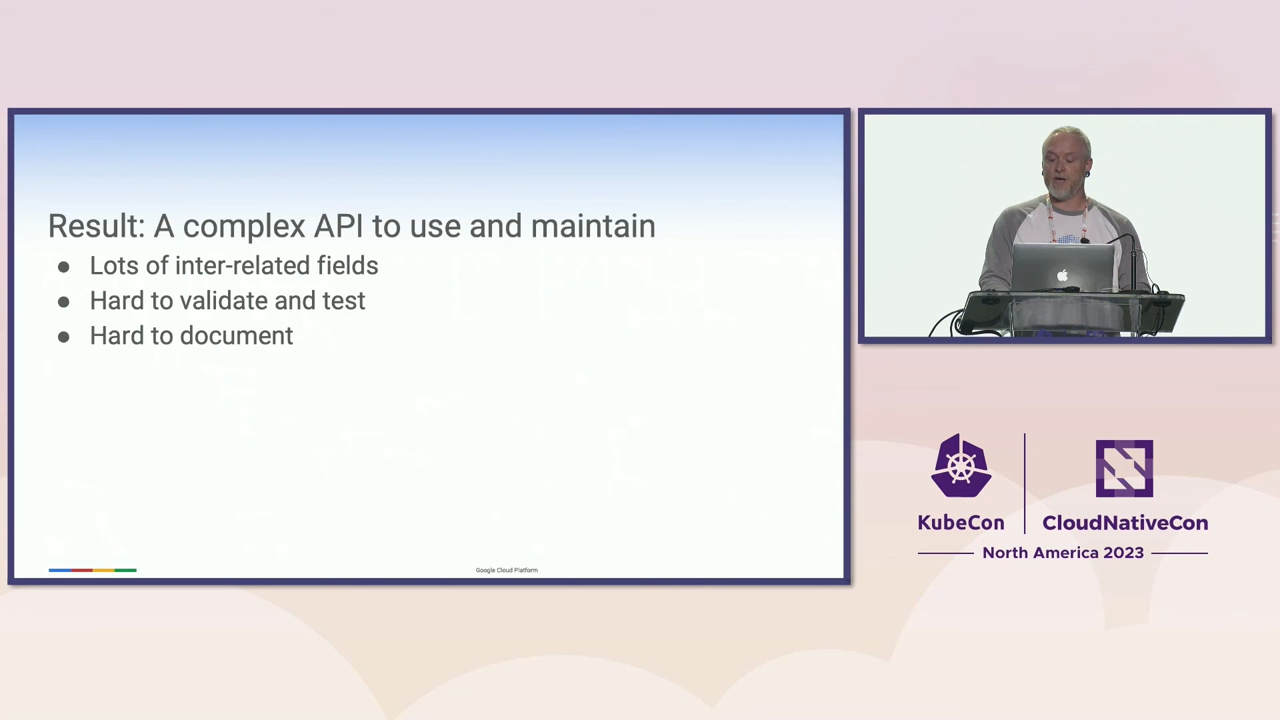 Result: A complex API to use and maintain
● Lots of inter-related fields
● Hard to validate and test
● Hard to document
Google Cloud Platform
KubeCon
CloudNativeCon
North America 2023